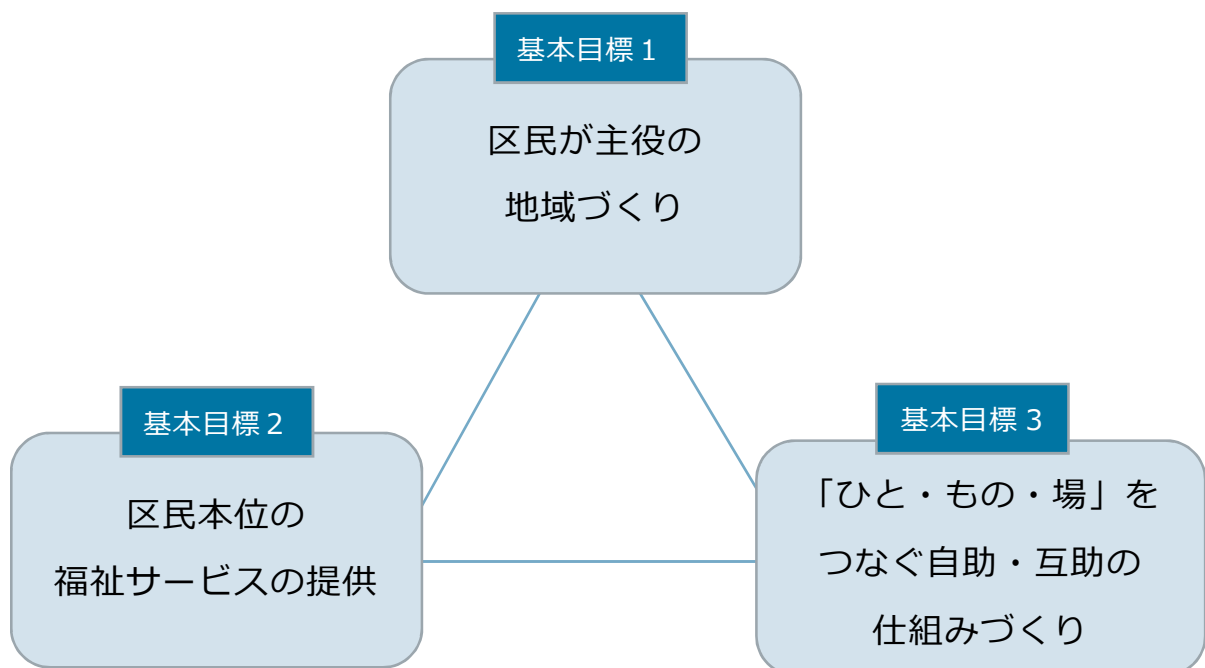 基本目標１
区民が主役の
地域づくり
基本目標２
区民本位の
福祉サービスの提供
基本目標３
「ひと・もの・場」を
つなぐ自助・互助の
仕組みづくり